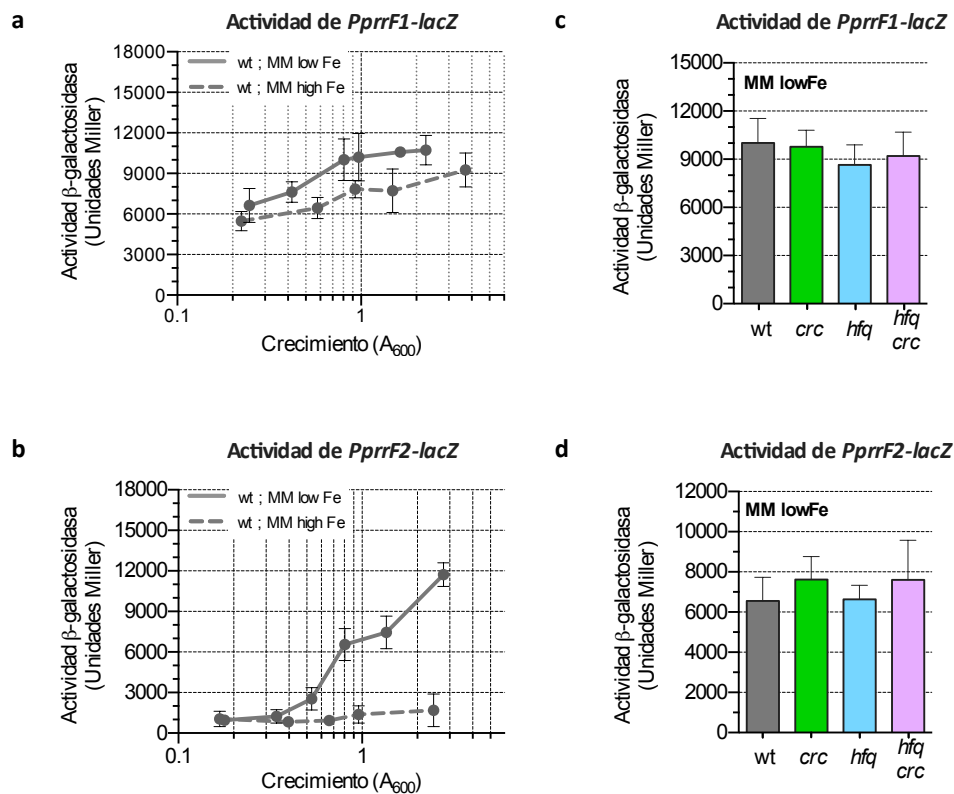 a
Actividad de PprrF1-lacZ
18000
15000
12000
9000
6000
3000
0
wt ; MM low Fe
wt ; MM high Fe
Actividad β-galactosidasa
(Unidades Miller)
0.1
1
Crecimiento (A600)
c
Actividad de PprrF1-lacZ
15000
12000
9000
6000
3000
0
MM lowFe
Actividad β-galactosidasa
(Unidades Miller)
wt
crc
hfq
hfq
crc
b
Actividad de PprrF2-lacZ
18000
15000
12000
9000
6000
3000
0
wt ; MM low Fe
wt ; MM high Fe
Actividad β-galactosidasa
(Unidades Miller)
0.1
1
Crecimiento (A600)
d
Actividad de PprrF2-lacZ
12000
10000
8000
6000
4000
2000
0
MM lowFe
Actividad β-galactosidasa
(Unidades Miller)
wt
crc
hfq
hfq
crc